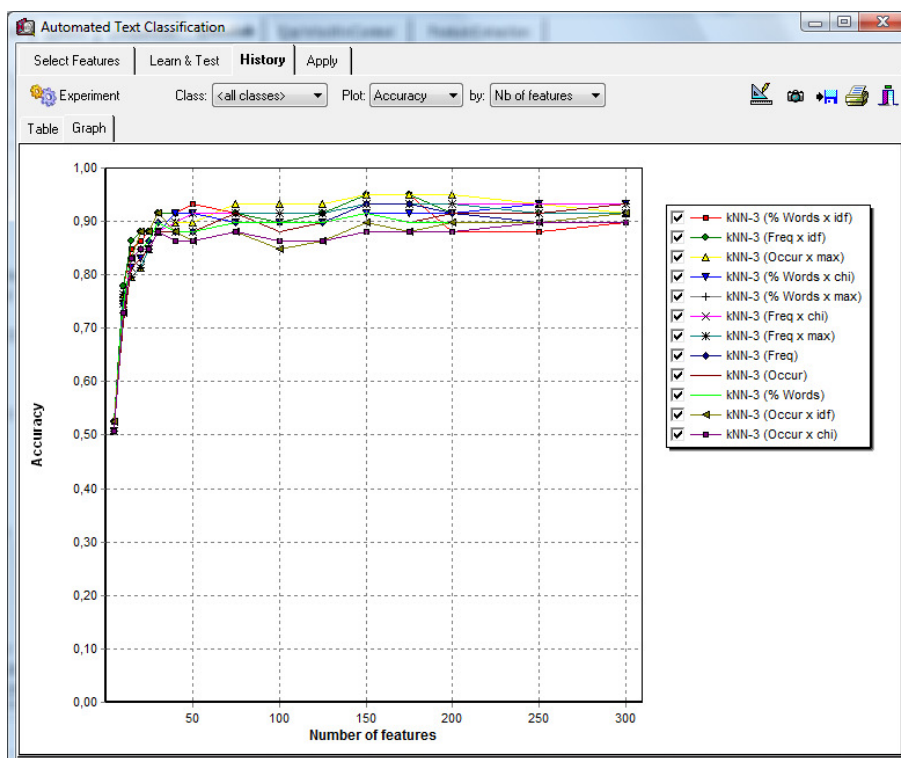 Automated Text Classification
Select Features Learn & Test History Apply
Experiment Class: <all classes> Plot: Accuracy by: Nb of features
Table Graph
1,00
0,90
0,80
0,70
0,60
0,50
0,40
0,30
0,20
0,10
0,00
Accuracy
50 100 150 200 250 300
Number of features
kNN-3 (% Words x idf)
kNN-3 (Freq x idf)
kNN-3 (Occur x max)
kNN-3 (% Words x chi)
kNN-3 (% Words x max)
kNN-3 (Freq x chi)
kNN-3 (Freq x max)
kNN-3 (Freq)
kNN-3 (Occur)
kNN-3 (% Words)
kNN-3 (Occur x idf)
kNN-3 (Occur x chi)